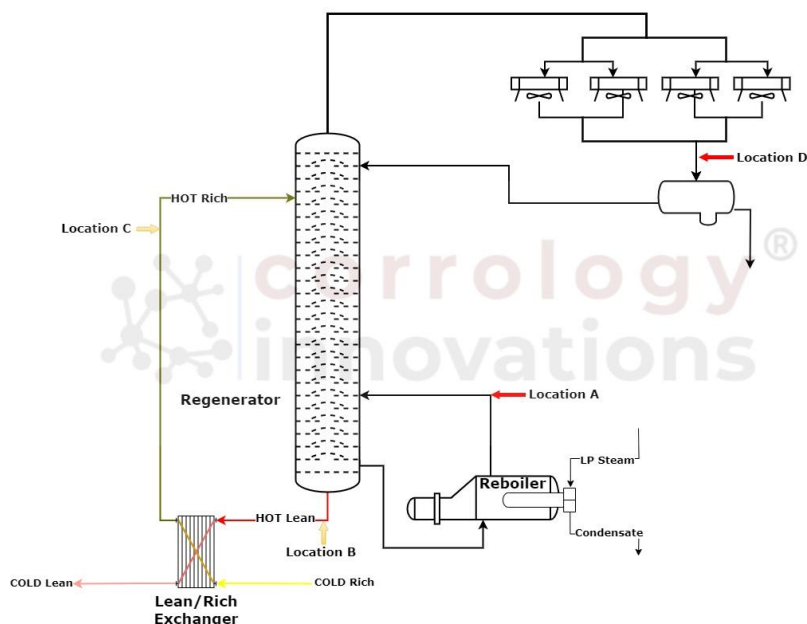 Location D
HOT Rich
Location C
corrology®
innovations
Regenerator
Location A
LP Steam
Reboiler
HOT Lean
Condensate
Location B
COLD Lean
COLD Rich
Lean/Rich
Exchanger